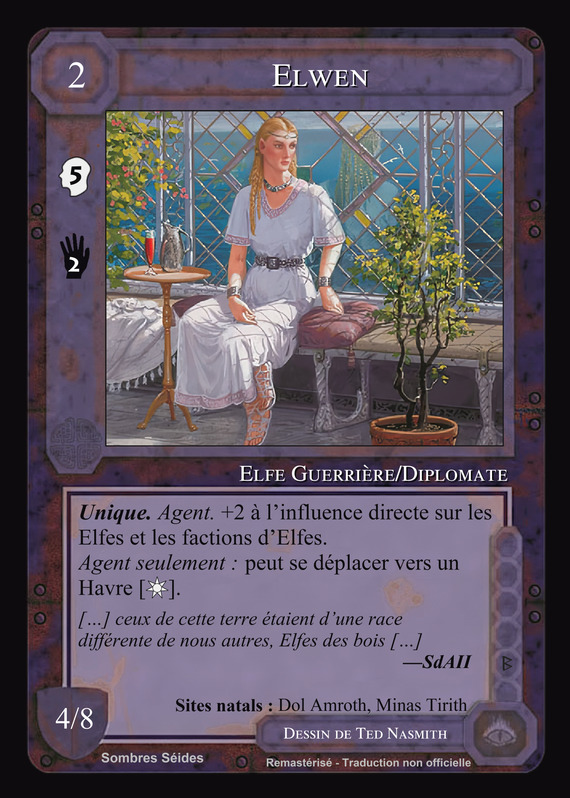 2
Elwen
5
2
Elfe Guerrière/Diplomate
Unique. Agent. +2 à l’influence directe sur les
Elfes et les factions d’Elfes.
Agent seulement : peut se déplacer vers un
Havre [☀].
[…] ceux de cette terre étaient d’une race
différente de nous autres, Elfes des bois […]
—SdAII
Sites natals : Dol Amroth, Minas Tirith
4/8
Dessin de Ted Nasmith
Sombres Séides
Remastérisé - Traduction non officielle